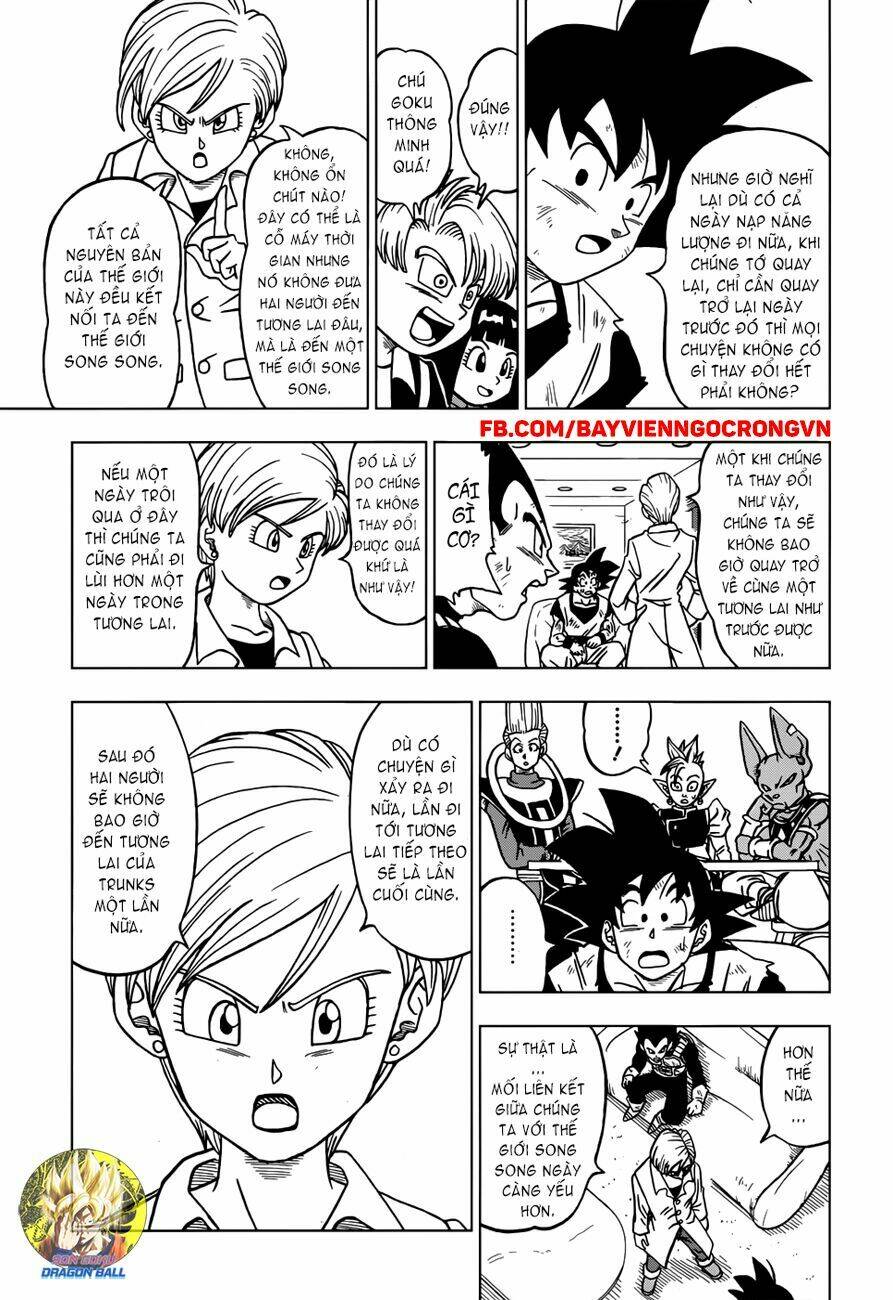 NHƯNG GIỜ NGHĨ
LẠI DÙ CÓ CẢ
NGÀY NẠP NĂNG
LƯỢNG ĐI NỮA, KHI
CHÚNG TỚ QUAY
LẠI, CHỈ CẦN QUAY
TRỞ LẠI NGÀY
TRƯỚC ĐÓ THÌ MỌI
CHUYỆN KHÔNG CÓ
GÌ THAY ĐỔI HẾT
PHẢI KHÔNG?
ĐÚNG
VẬY!!
CHÚ
GOKU
THÔNG
MINH
QUÁ!
KHÔNG,
KHÔNG ỔN
CHÚT NÀO!
ĐÂY CÓ THỂ LÀ
CỖ MÁY THỜI
GIAN NHƯNG
NÓ KHÔNG ĐƯA
HAI NGƯỜI ĐẾN
TƯƠNG LAI ĐÂU,
MÀ LÀ ĐẾN MỘT
THẾ GIỚI SONG
SONG.
TẤT CẢ
NGUYÊN BẢN
CỦA THẾ GIỚI
NÀY ĐỀU KẾT
NỐI TA ĐẾN
THẾ GIỚI
SONG SONG.
FB.COM/BAYVIENNGOCRONGVN
MỘT KHI CHÚNG
TA THAY ĐỔI
NHƯ VẬY,
CHÚNG TA SẼ
KHÔNG BAO
GIỜ QUAY TRỞ
VỀ CÙNG MỘT
TƯƠNG LAI NHƯ
TRƯỚC ĐƯỢC
NỮA.
CÁI
GÌ
CƠ?
ĐÓ LÀ LÝ
DO CHÚNG
TA KHÔNG
THAY ĐỔI
ĐƯỢC QUÁ
KHỨ LÀ
NHƯ VẬY!
NẾU MỘT
NGÀY TRÔI
QUA Ở ĐÂY
THÌ CHÚNG TA
CŨNG PHẢI ĐI
LÙI HƠN MỘT
NGÀY TRONG
TƯƠNG LAI.
......
......
DÙ CÓ
CHUYỆN GÌ
XẢY RA ĐI
NỮA, LẦN ĐI
TỚI TƯƠNG
LAI TIẾP THEO
SẼ LÀ LẦN
CUỐI CÙNG.
SAU ĐÓ
HAI NGƯỜI
SẼ KHÔNG
BAO GIỜ
ĐẾN TƯƠNG
LAI CỦA
TRUNKS
MỘT LẦN
NỮA.
HƠN
THẾ
NỮA
...
SỰ THẬT LÀ
...
MỐI LIÊN KẾT
GIỮA CHÚNG
TA VỚI THẾ
GIỚI SONG
SONG NGÀY
CÀNG YẾU
HƠN.
SON GOKU
DRAGON BALL